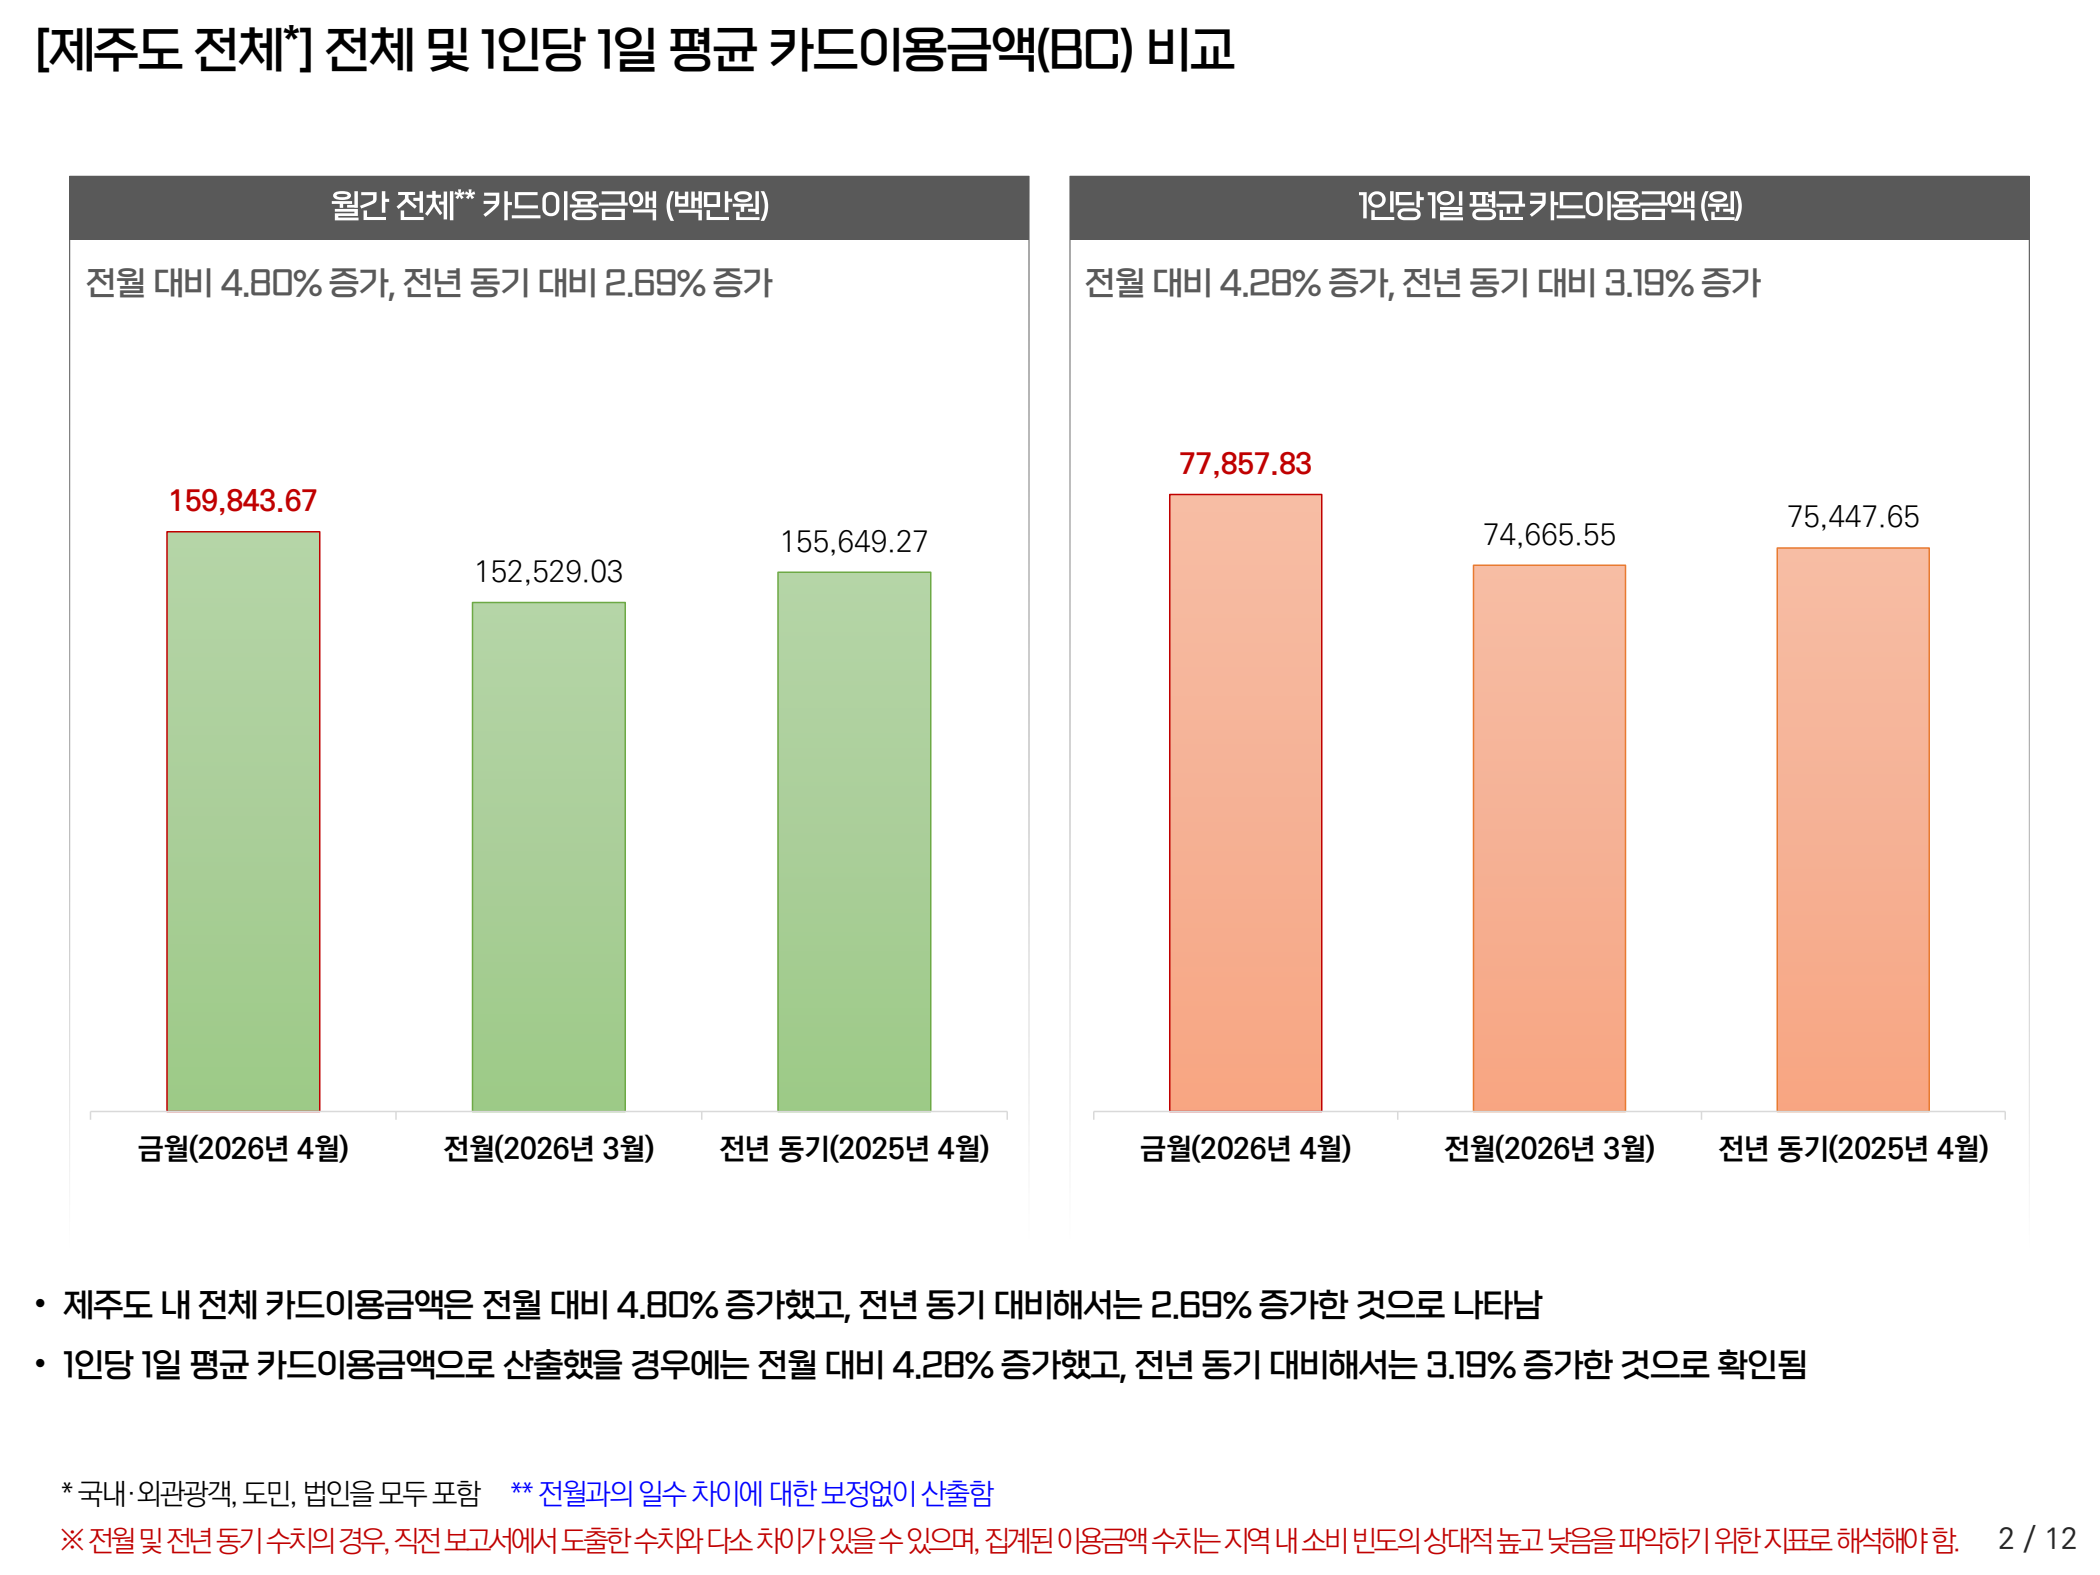 [제주도 전체*] 전체 및 1인당 1일 평균 카드이용금액(BC) 비교
월간 전체** 카드이용금액 (백만원)
전월 대비 4.80% 증가, 전년 동기 대비 2.69% 증가
159,843.67
152,529.03
155,649.27
금월(2026년 4월)
전월(2026년 3월)
전년 동기(2025년 4월)
1인당 1일 평균 카드이용금액 (원)
전월 대비 4.28% 증가, 전년 동기 대비 3.19% 증가
77,857.83
74,665.55
75,447.65
금월(2026년 4월)
전월(2026년 3월)
전년 동기(2025년 4월)
• 제주도 내 전체 카드이용금액은 전월 대비 4.80% 증가했고, 전년 동기 대비해서는 2.69% 증가한 것으로 나타남
• 1인당 1일 평균 카드이용금액으로 산출했을 경우에는 전월 대비 4.28% 증가했고, 전년 동기 대비해서는 3.19% 증가한 것으로 확인됨
* 국내·외관광객, 도민, 법인을 모두 포함 ** 전월과의 일수 차이에 대한 보정없이 산출함
※ 전월 및 전년 동기 수치의 경우, 직전 보고서에서 도출한 수치와 다소 차이가 있을 수 있으며, 집계된 이용금액 수치는 지역 내 소비 빈도의 상대적 높고 낮음을 파악하기 위한 지표로 해석해야 함.
2 / 12